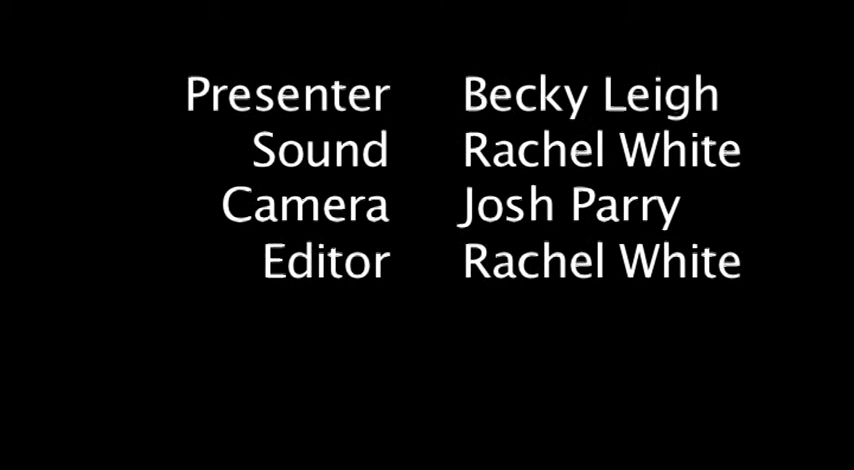 Presenter Becky Leigh
Sound Rachel White
Camera Josh Parry
Editor Rachel White